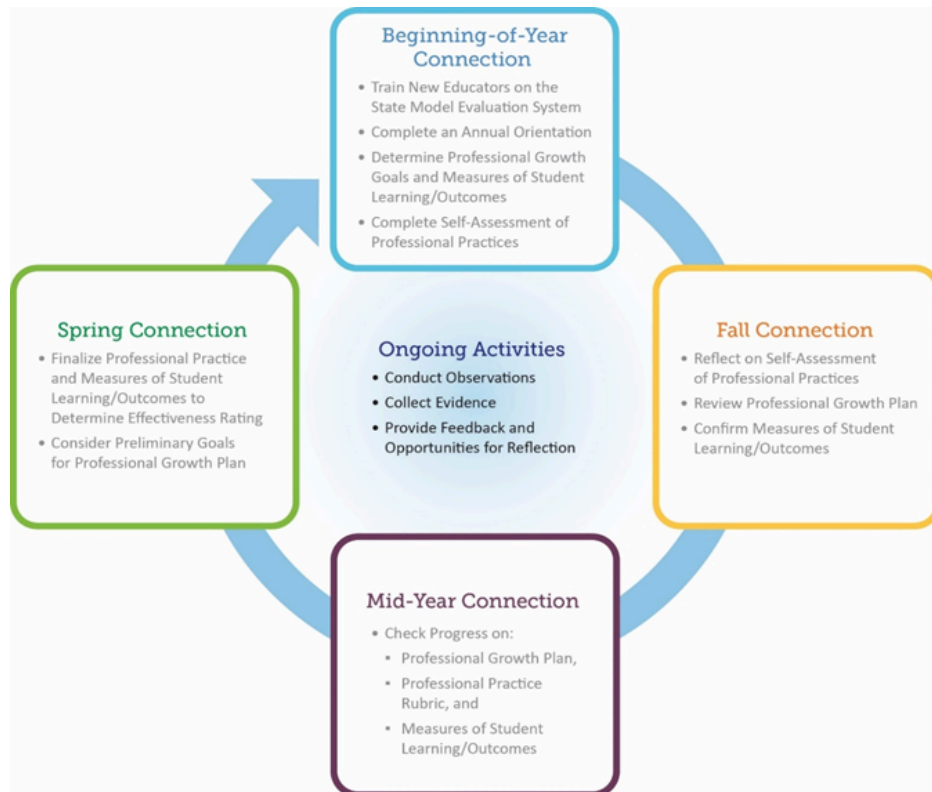 Beginning-of-Year
Connection
• Train New Educators on the
State Model Evaluation System
• Complete an Annual Orientation
• Determine Professional Growth
Goals and Measures of Student
Learning/Outcomes
• Complete Self-Assessment of
Professional Practices
Spring Connection
• Finalize Professional Practice
and Measures of Student
Learning/Outcomes to
Determine Effectiveness Rating
• Consider Preliminary Goals
for Professional Growth Plan
Ongoing Activities
• Conduct Observations
• Collect Evidence
• Provide Feedback and
Opportunities for Reflection
Fall Connection
• Reflect on Self-Assessment
of Professional Practices
• Review Professional Growth Plan
• Confirm Measures of Student
Learning/Outcomes
Mid-Year Connection
• Check Progress on:
▪ Professional Growth Plan,
▪ Professional Practice
Rubric, and
▪ Measures of Student
Learning/Outcomes